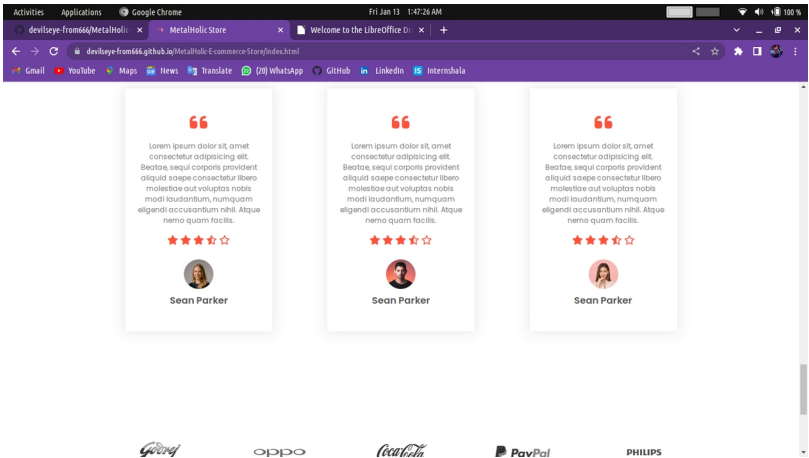 Activities Applications Google Chrome Fri Jan 13 1:47:26 AM 100 %
devilseye-from666/MetalHolic MetalHolic Store Welcome to the LibreOffice
devilseye-from666.github.io/MetalHolic-E-commerce-Store/index.html
Gmail YouTube Maps News Translate (20) WhatsApp GitHub LinkedIn Internshala
Lorem ipsum dolor sit, amet
consectetur adipisicing elit.
Beatae, sequi corporis provident
aliquid saepe consectetur libero
molestiae aut voluptas nobis
modi laudantium, numquam
eligendi accusantium nihil. Atque
nemo quam facilis.
Sean Parker
Lorem ipsum dolor sit, amet
consectetur adipisicing elit.
Beatae, sequi corporis provident
aliquid saepe consectetur libero
molestiae aut voluptas nobis
modi laudantium, numquam
eligendi accusantium nihil. Atque
nemo quam facilis.
Sean Parker
Lorem ipsum dolor sit, amet
consectetur adipisicing elit.
Beatae, sequi corporis provident
aliquid saepe consectetur libero
molestiae aut voluptas nobis
modi laudantium, numquam
eligendi accusantium nihil. Atque
nemo quam facilis.
Sean Parker
Godrej oppo Coca-Cola PayPal PHILIPS